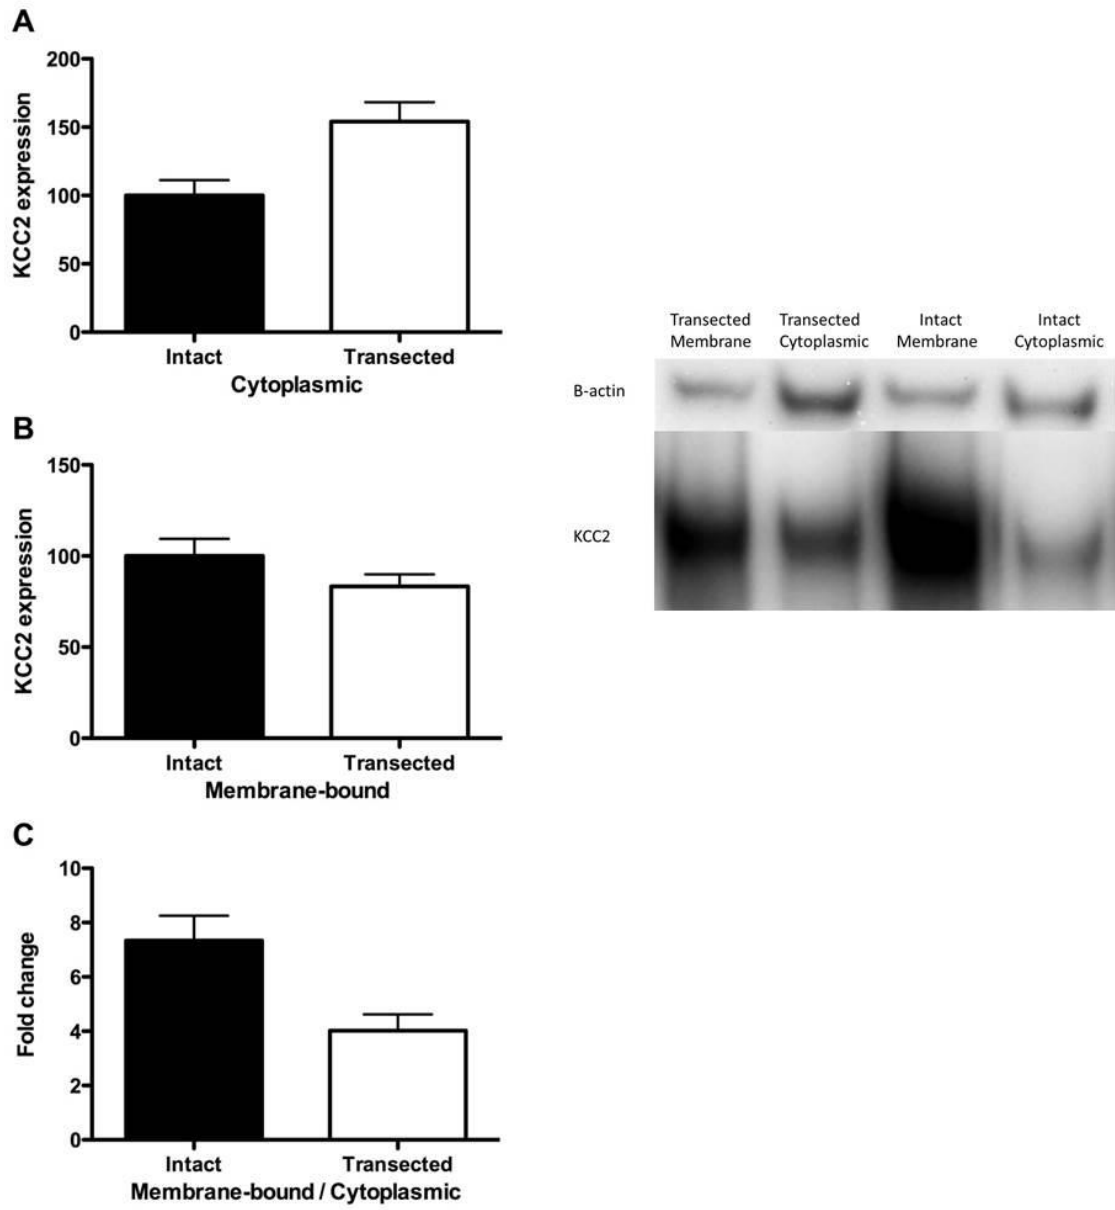 A
200
150
100
50
0
KCC2 expression
Intact Transected
Cytoplasmic
B
150
100
50
0
KCC2 expression
Intact Transected
Membrane-bound
C
10
8
6
4
2
0
Fold change
Intact Transected
Membrane-bound / Cytoplasmic
Transected Transected Intact Intact
Membrane Cytoplasmic Membrane Cytoplasmic
B-actin
KCC2